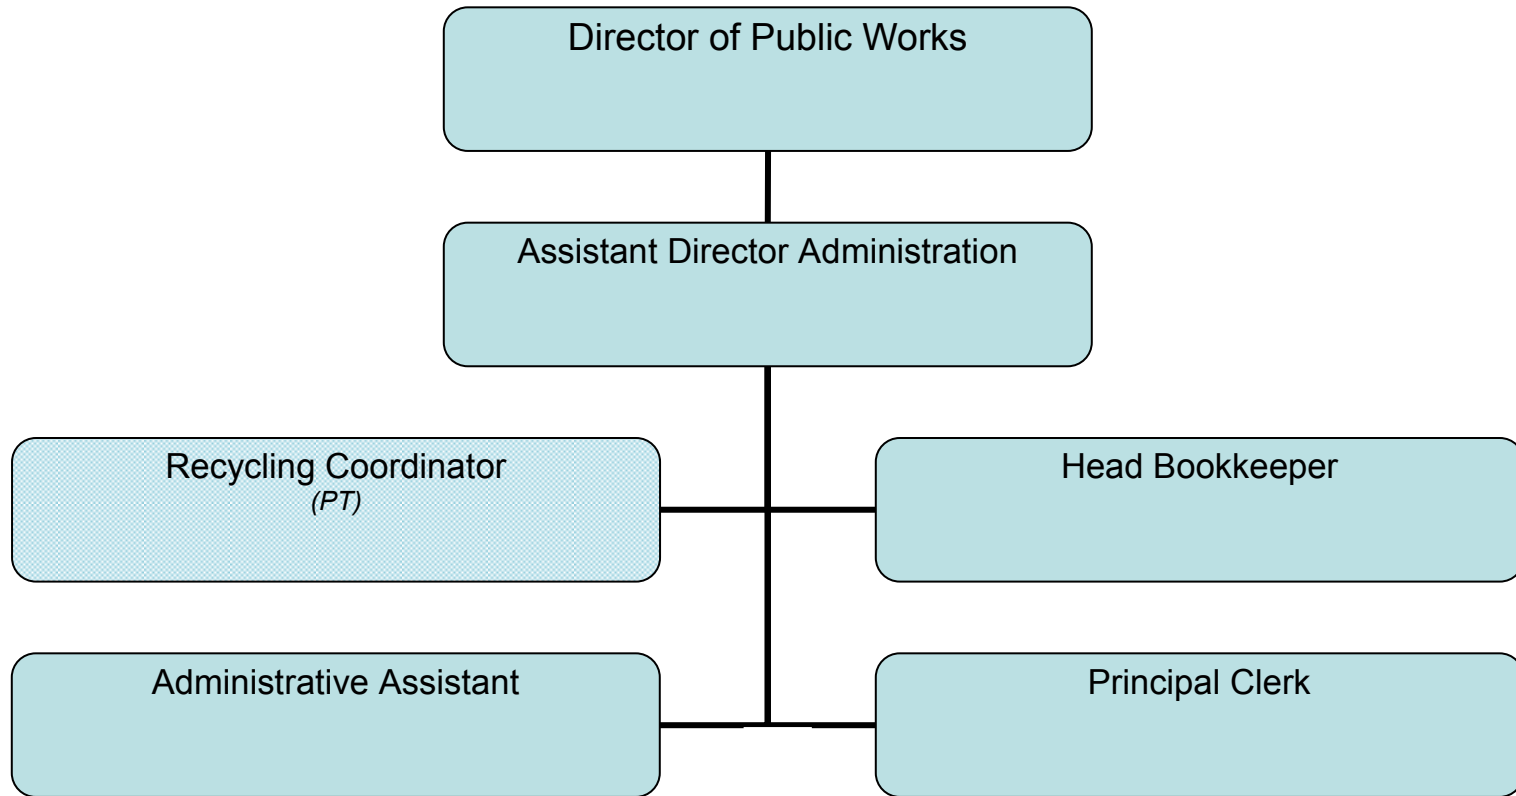 Director of Public Works
Assistant Director Administration
Recycling Coordinator
(PT)
Head Bookkeeper
Administrative Assistant
Principal Clerk